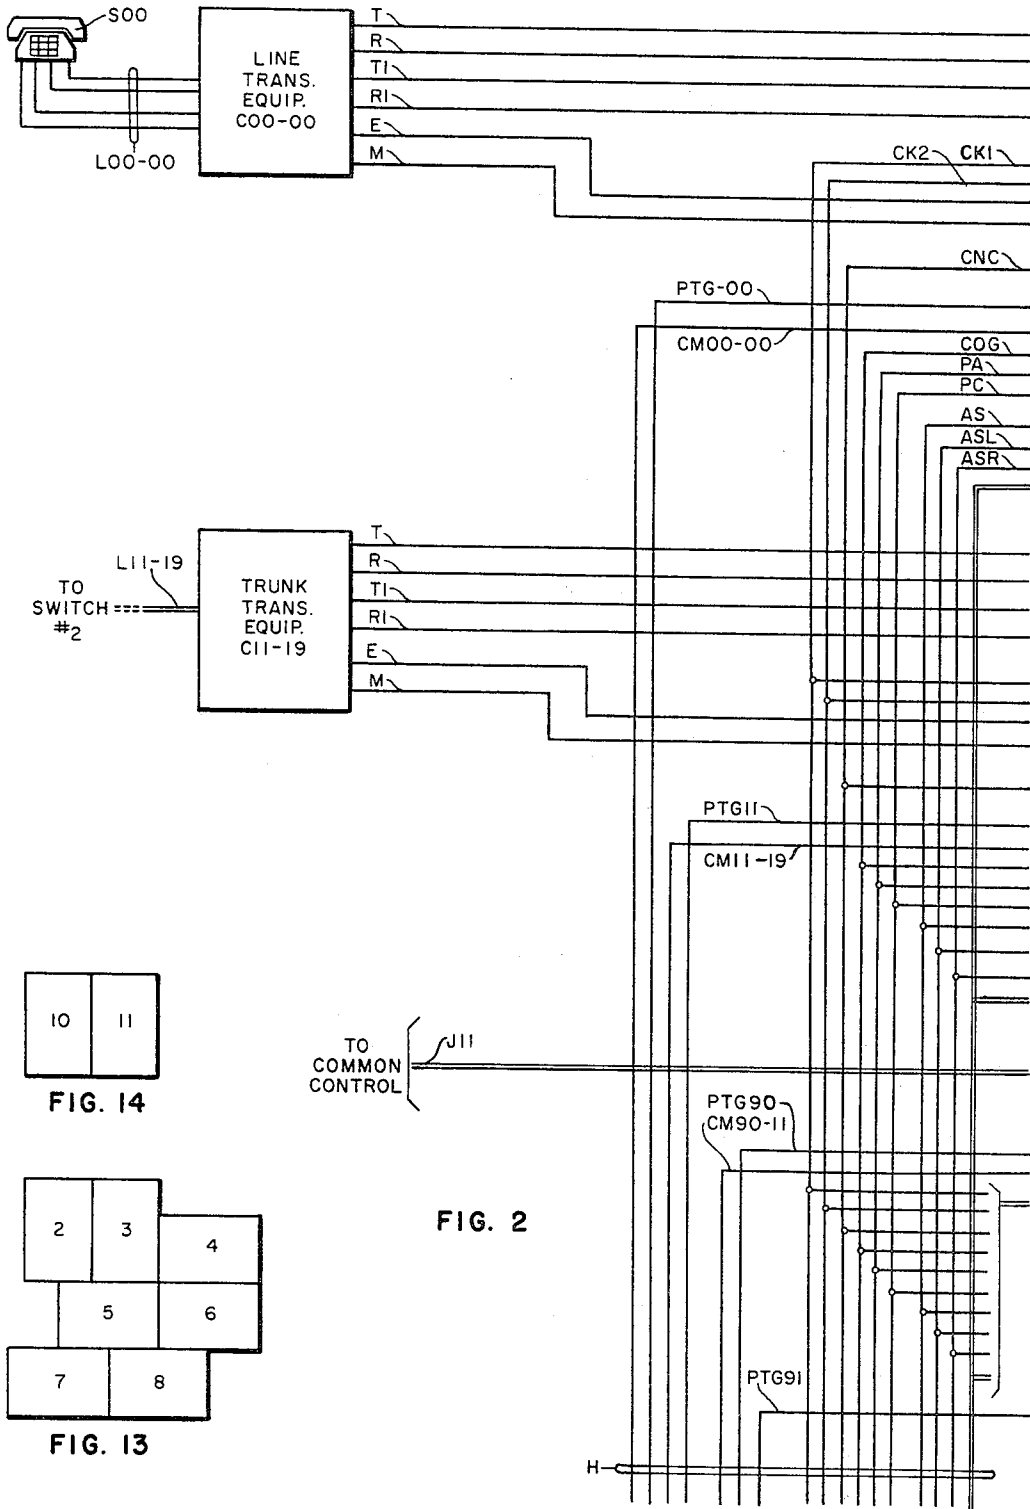 S00
T
R
T1
R1
E
M
LINE
TRANS.
EQUIP.
C00-00
L00-00
CK2
CK1
CNC
PTG-00
CM00-00
COG
PA
PC
AS
ASL
ASR
T
R
T1
R1
E
M
L11-19
TO
SWITCH
#2
TRUNK
TRANS.
EQUIP.
C11-19
PTG11
CM11-19
10
11
FIG. 14
TO
COMMON
CONTROL
J11
PTG90
CM90-11
FIG. 2
2
3
4
5
6
7
8
FIG. 13
PTG91
H